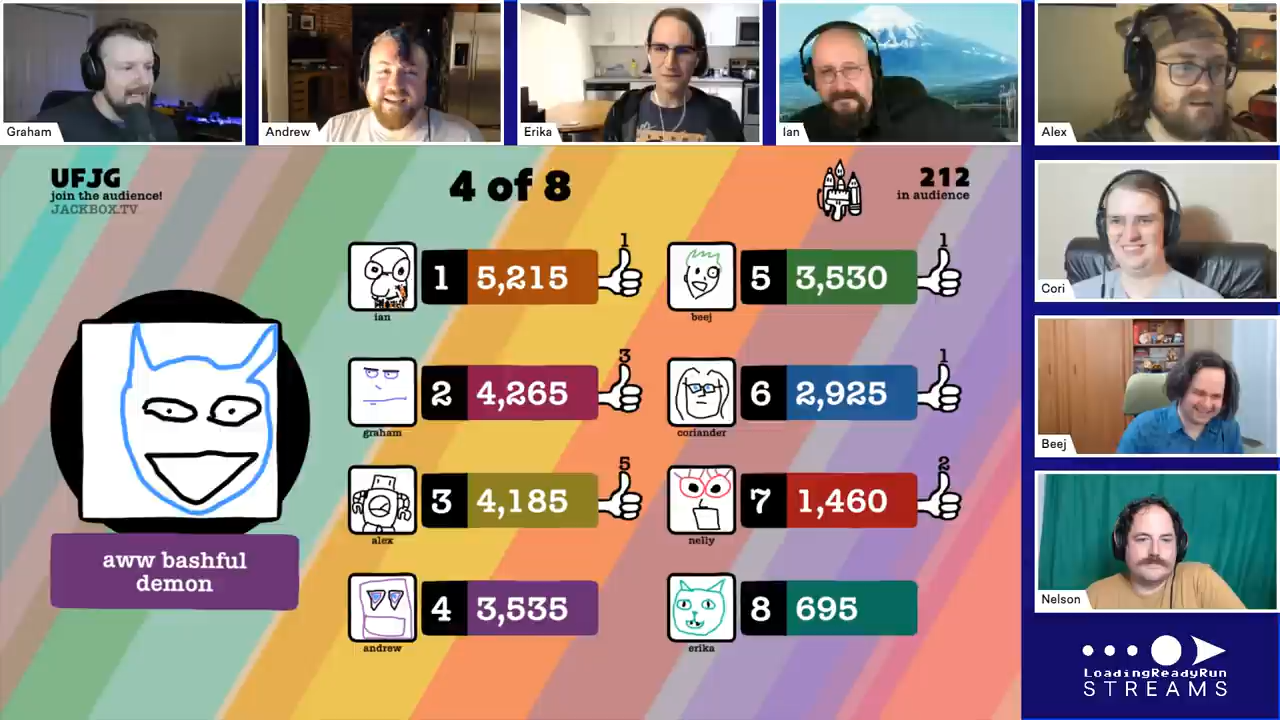 Graham
Andrew
Erika
Ian
Alex
UFJG
join the audience!
JACKBOX.TV
4 of 8
212
in audience
1
1 5,215
ian
1
5 3,530
beej
3
2 4,265
graham
1
6 2,925
coriander
5
3 4,185
alex
2
7 1,460
nelly
4 3,535
andrew
8 695
erika
aww bashful
demon
Cori
Beej
Nelson
LoadingReadyRun
STREAMS